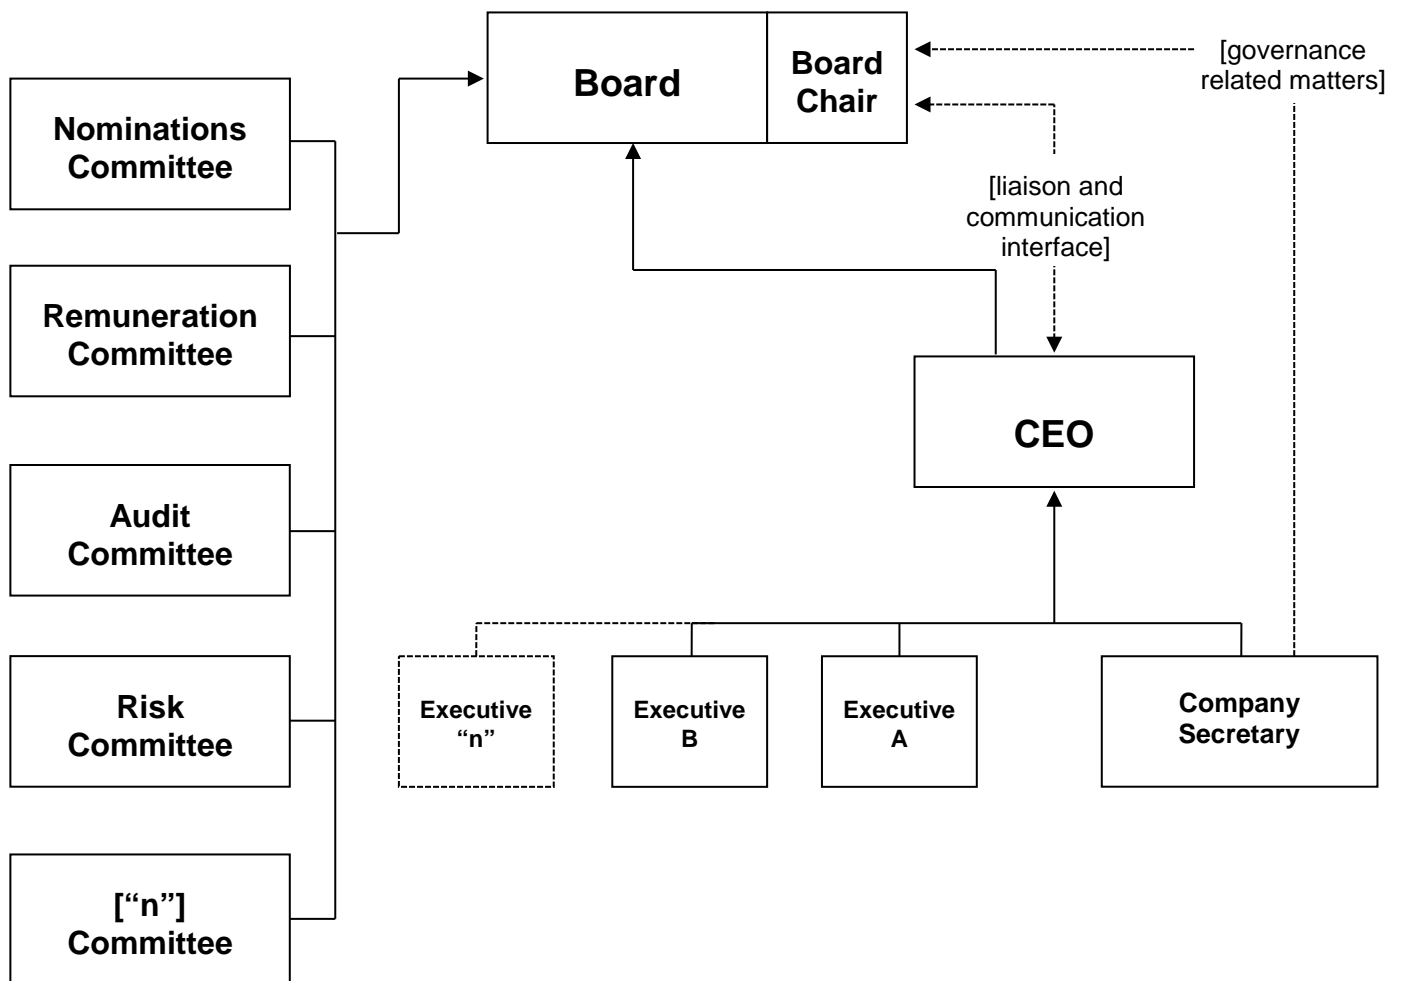 Board
Board
Chair
[governance
related matters]
Nominations
Committee
[liaison and
communication
interface]
Remuneration
Committee
CEO
Audit
Committee
Risk
Committee
Executive
“n”
Executive
B
Executive
A
Company
Secretary
[“n”]
Committee